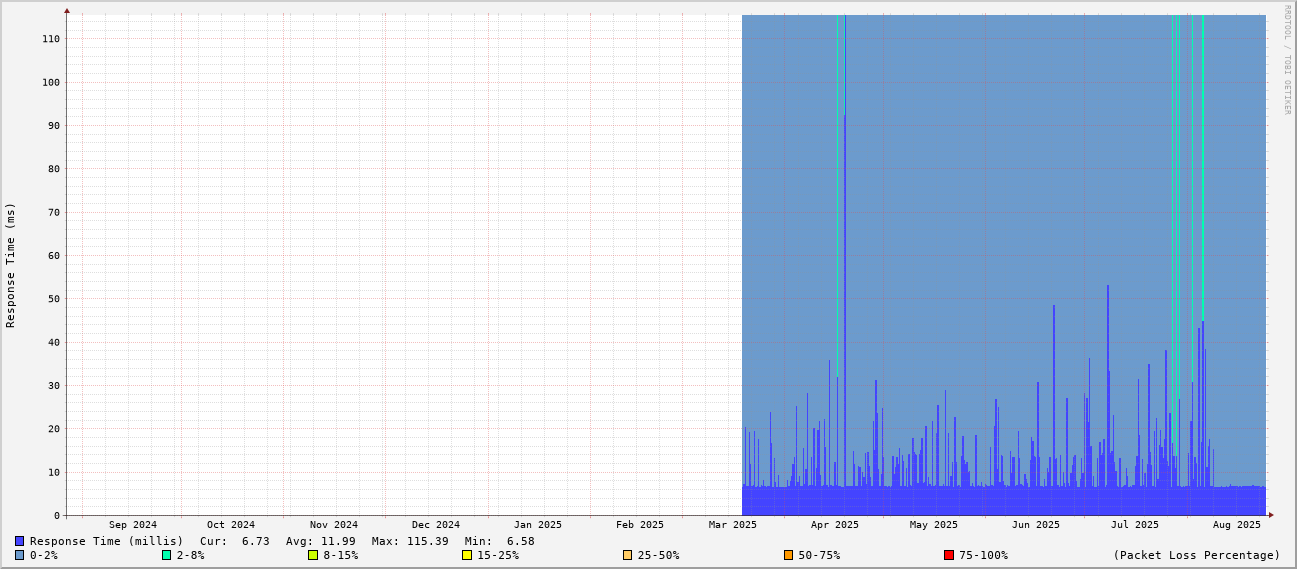 RRDTOOL / TOBI OETIKER
Response Time (ms)
110
100
90
80
70
60
50
40
30
20
10
0
Sep 2024 Oct 2024 Nov 2024 Dec 2024 Jan 2025 Feb 2025 Mar 2025 Apr 2025 May 2025 Jun 2025 Jul 2025 Aug 2025
Response Time (millis) Cur: 6.73 Avg: 11.99 Max: 115.39 Min: 6.58
0-2% 2-8% 8-15% 15-25% 25-50% 50-75% 75-100% (Packet Loss Percentage)